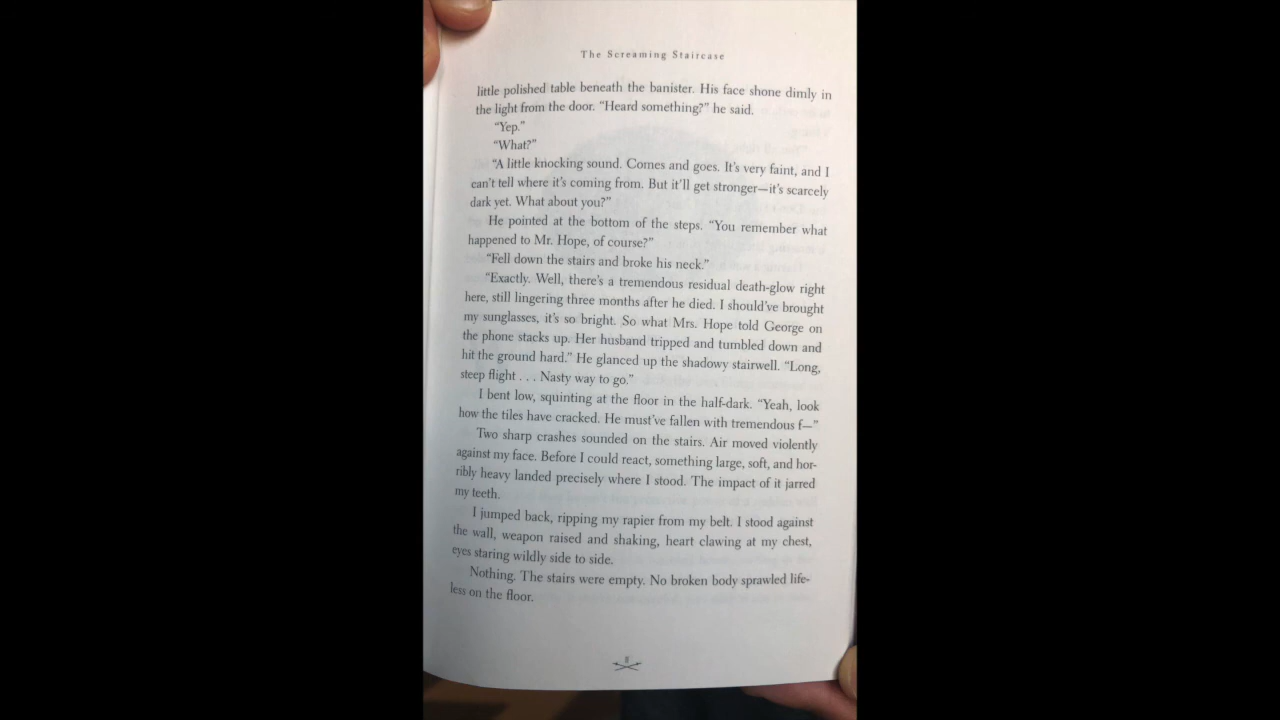 The Screaming Staircase
little polished table beneath the banister. His face shone dimly in
the light from the door. “Heard something?” he said.
“Yep.”
“What?”
“A little knocking sound. Comes and goes. It’s very faint, and I
can’t tell where it’s coming from. But it’ll get stronger—it’s scarcely
dark yet. What about you?”
He pointed at the bottom of the steps. “You remember what
happened to Mr. Hope, of course?”
“Fell down the stairs and broke his neck.”
“Exactly. Well, there’s a tremendous residual death-glow right
here, still lingering three months after he died. I should’ve brought
my sunglasses, it’s so bright. So what Mrs. Hope told George on
the phone stacks up. Her husband tripped and tumbled down and
hit the ground hard.” He glanced up the shadowy stairwell. “Long,
steep flight . . . Nasty way to go.”
I bent low, squinting at the floor in the half-dark. “Yeah, look
how the tiles have cracked. He must’ve fallen with tremendous f—”
Two sharp crashes sounded on the stairs. Air moved violently
against my face. Before I could react, something large, soft, and hor-
ribly heavy landed precisely where I stood. The impact of it jarred
my teeth.
I jumped back, ripping my rapier from my belt. I stood against
the wall, weapon raised and shaking, heart clawing at my chest,
eyes staring wildly side to side.
Nothing. The stairs were empty. No broken body sprawled life-
less on the floor.